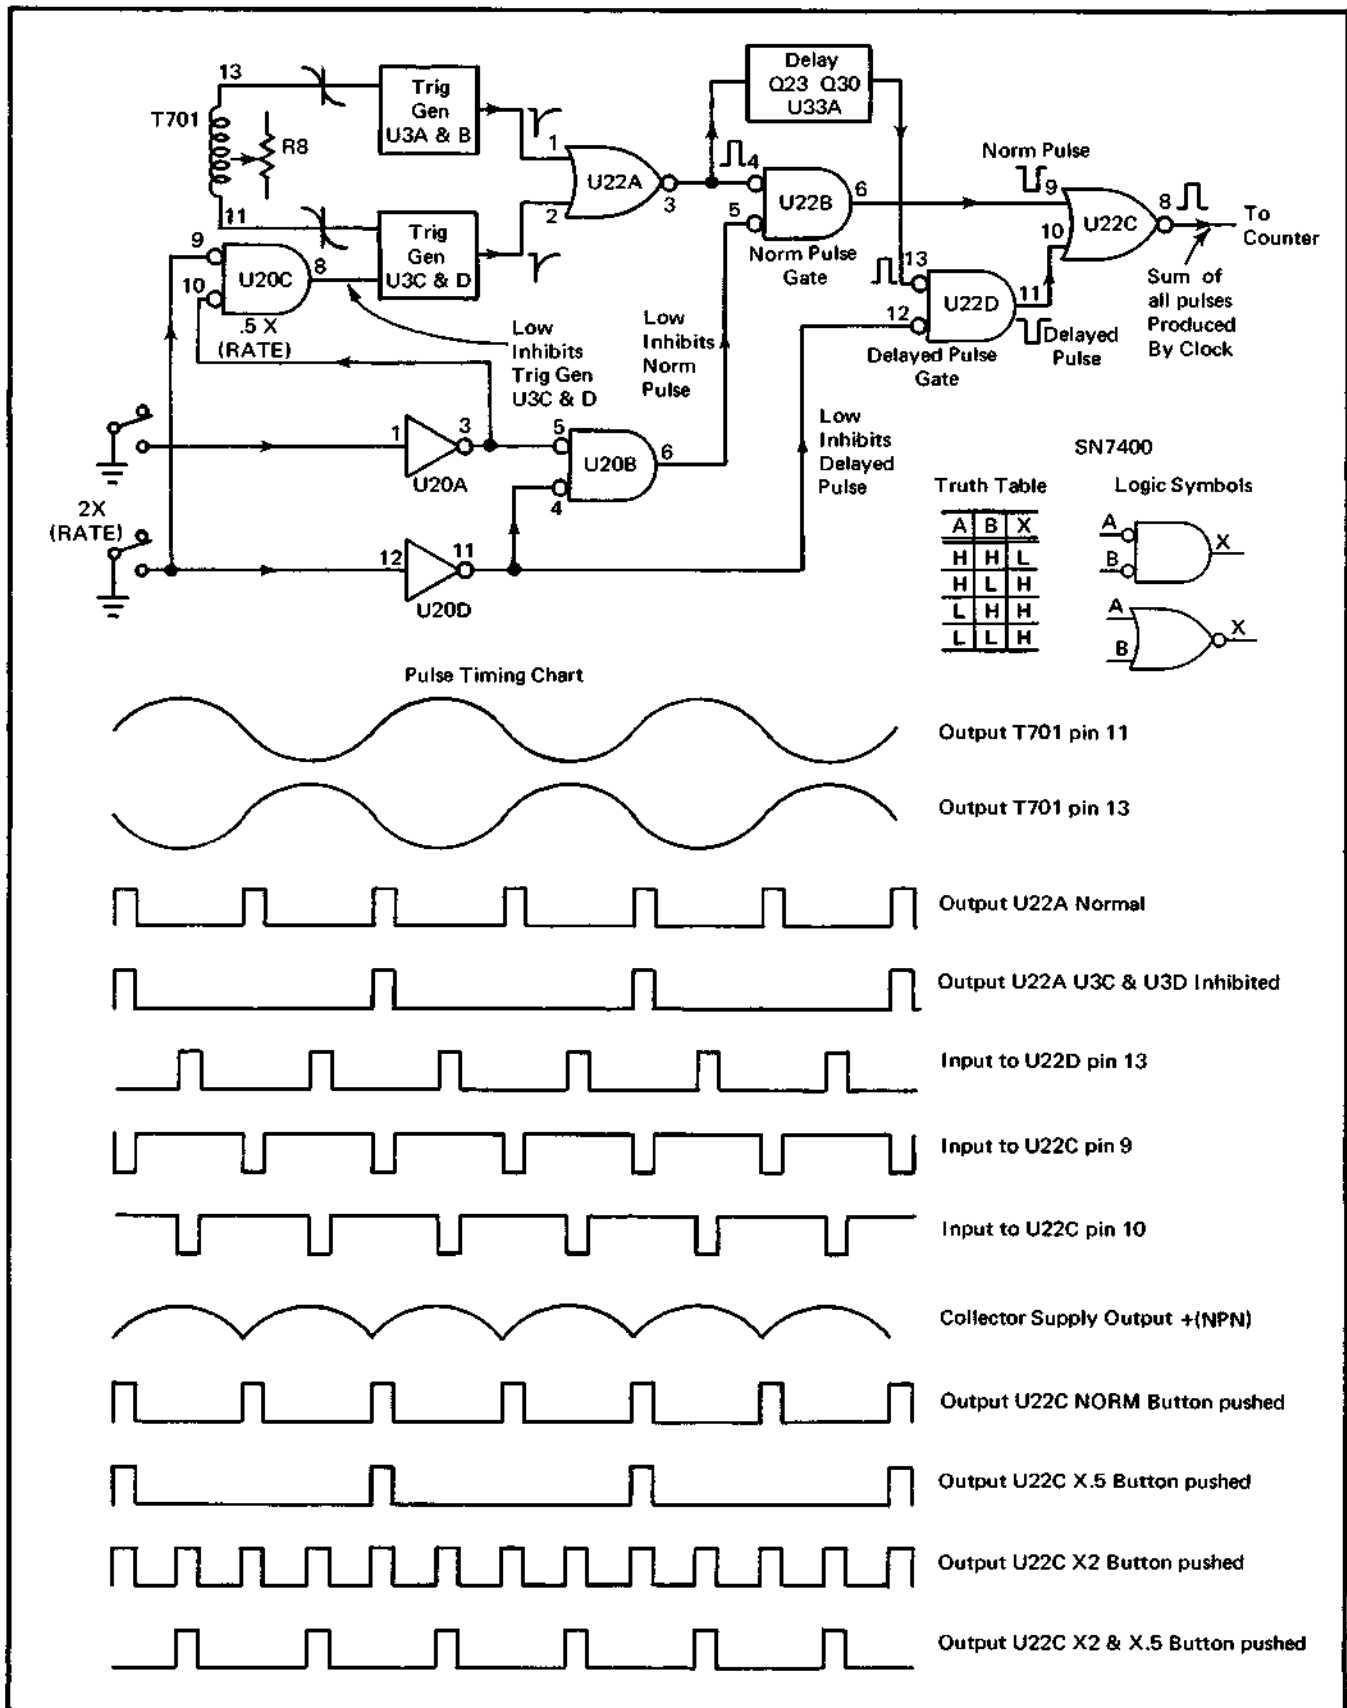 T701
13
R8
11
Trig
Gen
U3A & B
Trig
Gen
U3C & D
1
2
U22A
3
Delay
Q23 Q30
U33A
4
5
U22B
6
Norm Pulse
Gate
Norm Pulse
9
10
U22C
8
To
Counter
Sum of
all pulses
Produced
By Clock
13
12
U22D
11
Delayed Pulse
Gate
Delayed
Pulse
9
10
U20C
8
.5 X
(RATE)
Low
Inhibits
Trig Gen
U3C & D
Low
Inhibits
Norm
Pulse
Low
Inhibits
Delayed
Pulse
1
3
U20A
5
4
U20B
6
2X
(RATE)
12
11
U20D
SN7400
Truth Table
Logic Symbols
A B X
H H L
H L H
L H H
L L H
A
B
X
A
B
X
Pulse Timing Chart
Output T701 pin 11
Output T701 pin 13
Output U22A Normal
Output U22A U3C & U3D Inhibited
Input to U22D pin 13
Input to U22C pin 9
Input to U22C pin 10
Collector Supply Output +(NPN)
Output U22C NORM Button pushed
Output U22C X.5 Button pushed
Output U22C X2 Button pushed
Output U22C X2 & X.5 Button pushed